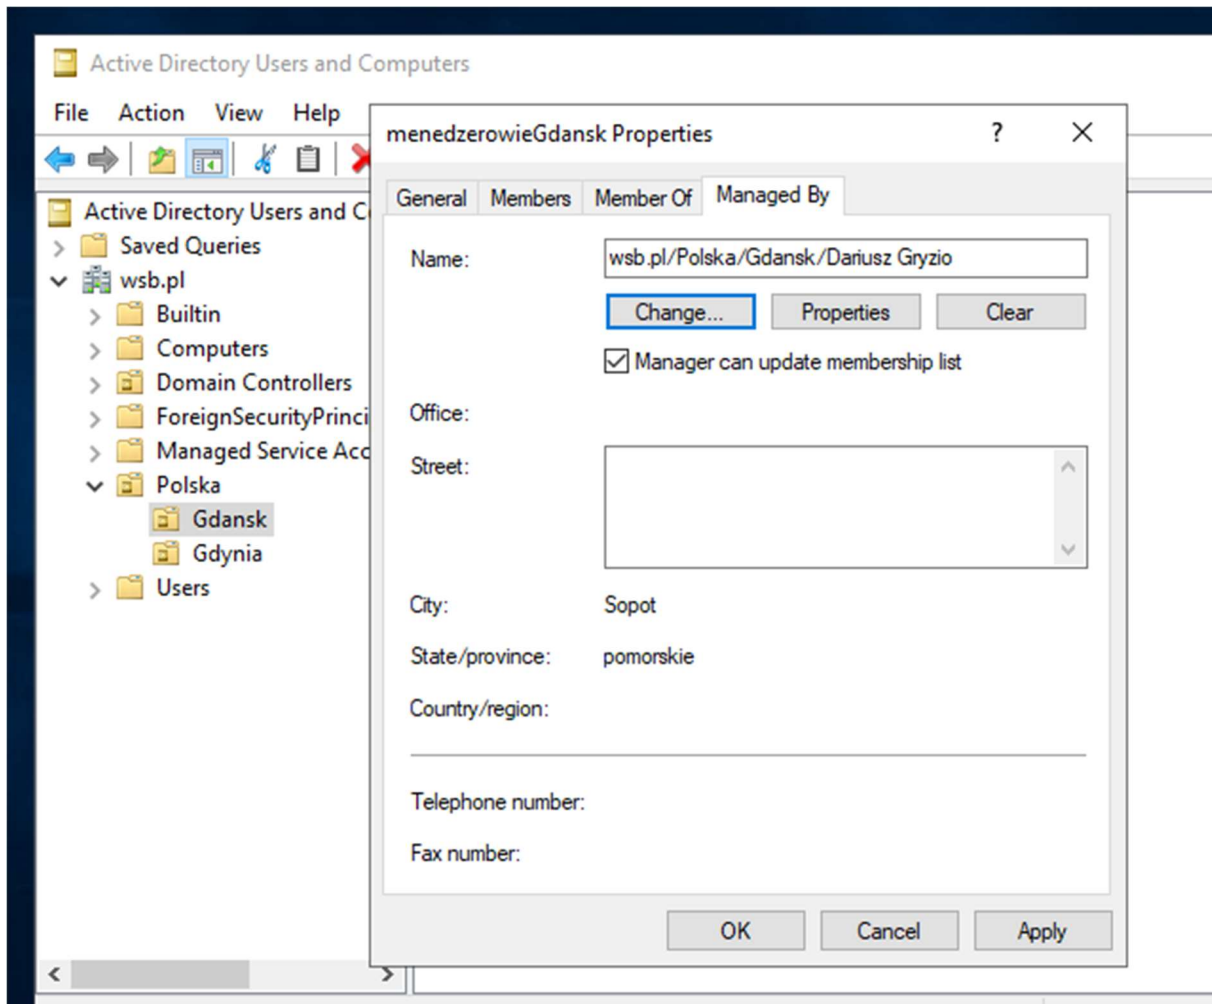 Active Directory Users and Computers
File Action View Help
menedzerowieGdansk Properties
? 
General Members Member Of Managed By
Active Directory Users and C
Saved Queries
wsb.pl
Builtin
Computers
Domain Controllers
ForeignSecurityPrinci
Managed Service Acc
Polska
Gdansk
Gdynia
Users
Name: wsb.pl/Polska/Gdansk/Dariusz Gryzio
Change... Properties Clear
Manager can update membership list
Office:
Street:
City: Sopot
State/province: pomorskie
Country/region:
Telephone number:
Fax number:
OK Cancel Apply